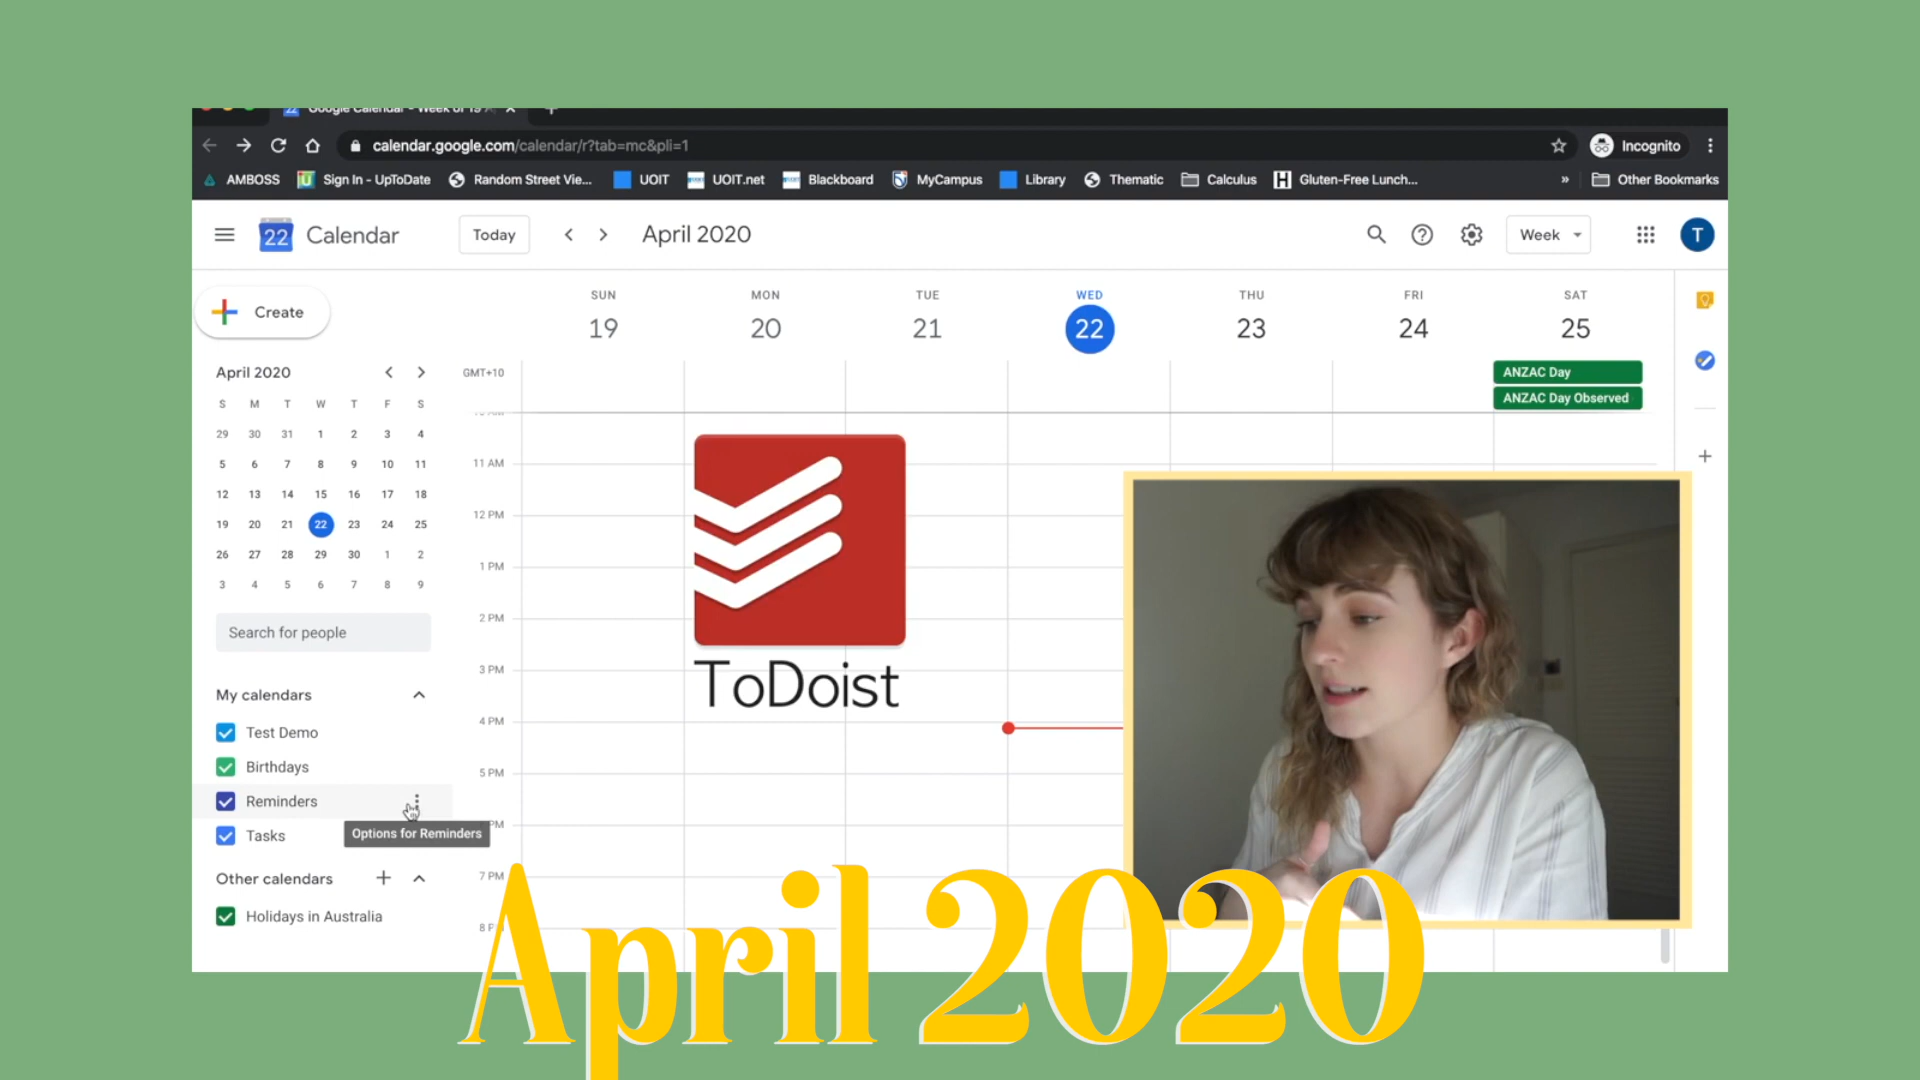 Google Calendar - Week of 19
calendar.google.com/calendar/r?tab=mc&pli=1
Incognito
AMBOSS
Sign In - UpToDate
Random Street Vie...
UOIT
UOIT.net
Blackboard
MyCampus
Library
Thematic
Calculus
H
Gluten-Free Lunch...
»
Other Bookmarks
22
Calendar
Today
April 2020
Week
T
Create
SUN
MON
TUE
WED
THU
FRI
SAT
19
20
21
22
23
24
25
GMT+10
ANZAC Day
ANZAC Day Observed
April 2020
S M T W T F S
29 30 31 1 2 3 4
5 6 7 8 9 10 11
12 13 14 15 16 17 18
19 20 21 22 23 24 25
26 27 28 29 30 1 2
3 4 5 6 7 8 9
Search for people
My calendars
Test Demo
Birthdays
Reminders
Options for Reminders
Tasks
Other calendars
Holidays in Australia
11 AM
12 PM
1 PM
2 PM
3 PM
4 PM
5 PM
PM
7 PM
8 P
ToDoist
April 2020